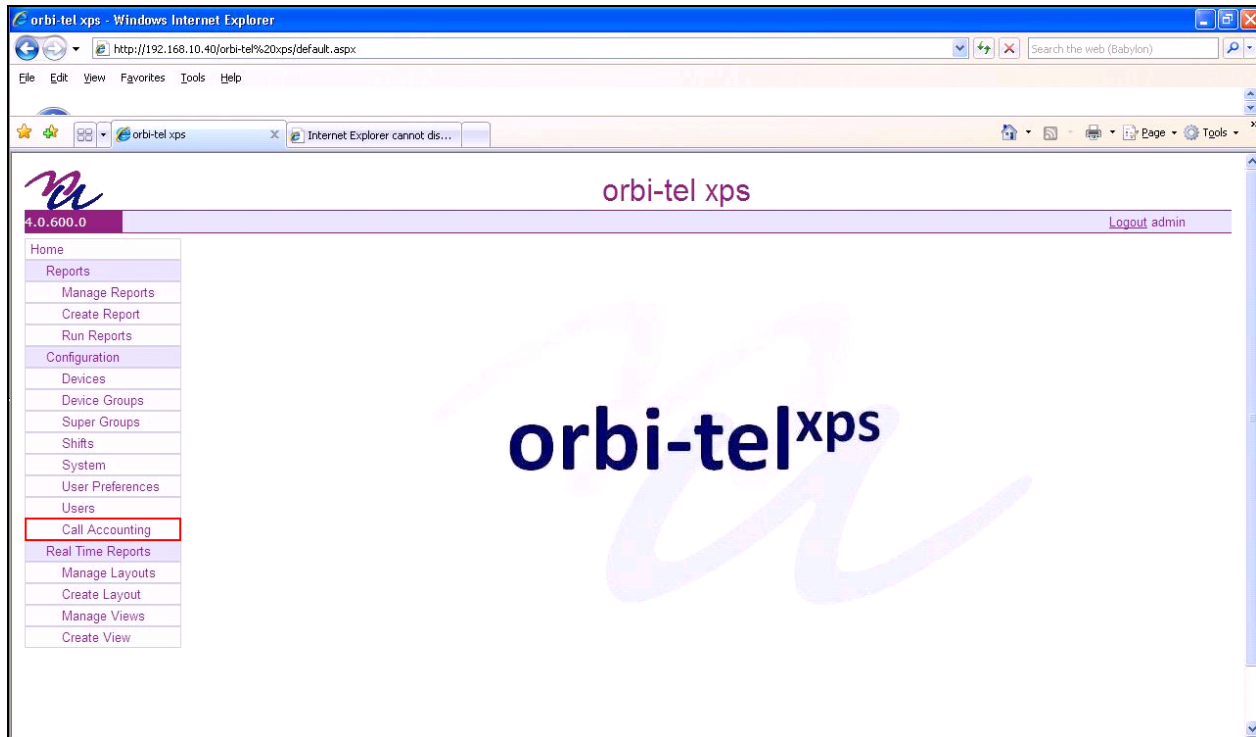 orbi-tel xps - Windows Internet Explorer
http://192.168.10.40/orbi-tel%20xps/default.aspx
Search the web (Babylon)
File Edit View Favorites Tools Help
orbi-tel xps
Internet Explorer cannot dis...
Page
Tools
orbi-tel xps
4.0.600.0
Logout admin
Home
Reports
Manage Reports
Create Report
Run Reports
Configuration
Devices
Device Groups
Super Groups
Shifts
System
User Preferences
Users
Call Accounting
Real Time Reports
Manage Layouts
Create Layout
Manage Views
Create View
orbi-tel xps